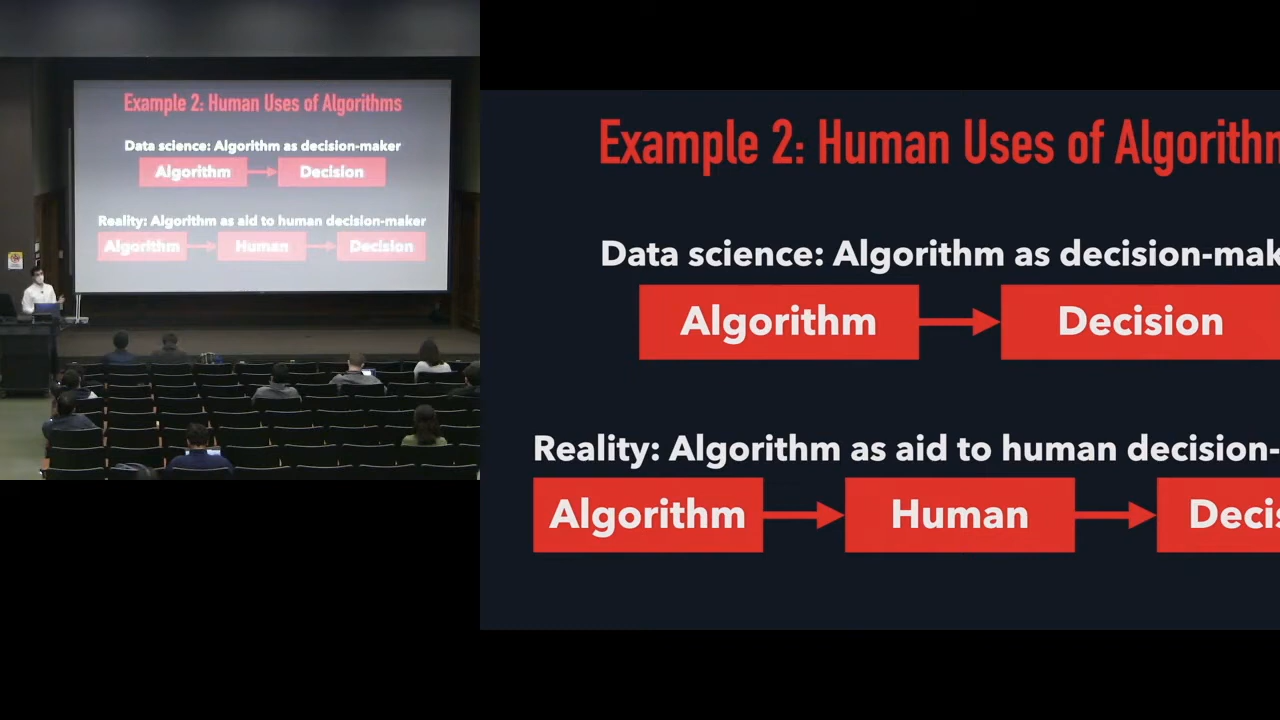 Example 2: Human Uses of Algorithms
Data science: Algorithm as decision-maker
Algorithm
Decision
Reality: Algorithm as aid to human decision-maker
Algorithm
Human
Decision
Example 2: Human Uses of Algorithm
Data science: Algorithm as decision-mak
Algorithm
Decision
Reality: Algorithm as aid to human decision-
Algorithm
Human
Decis